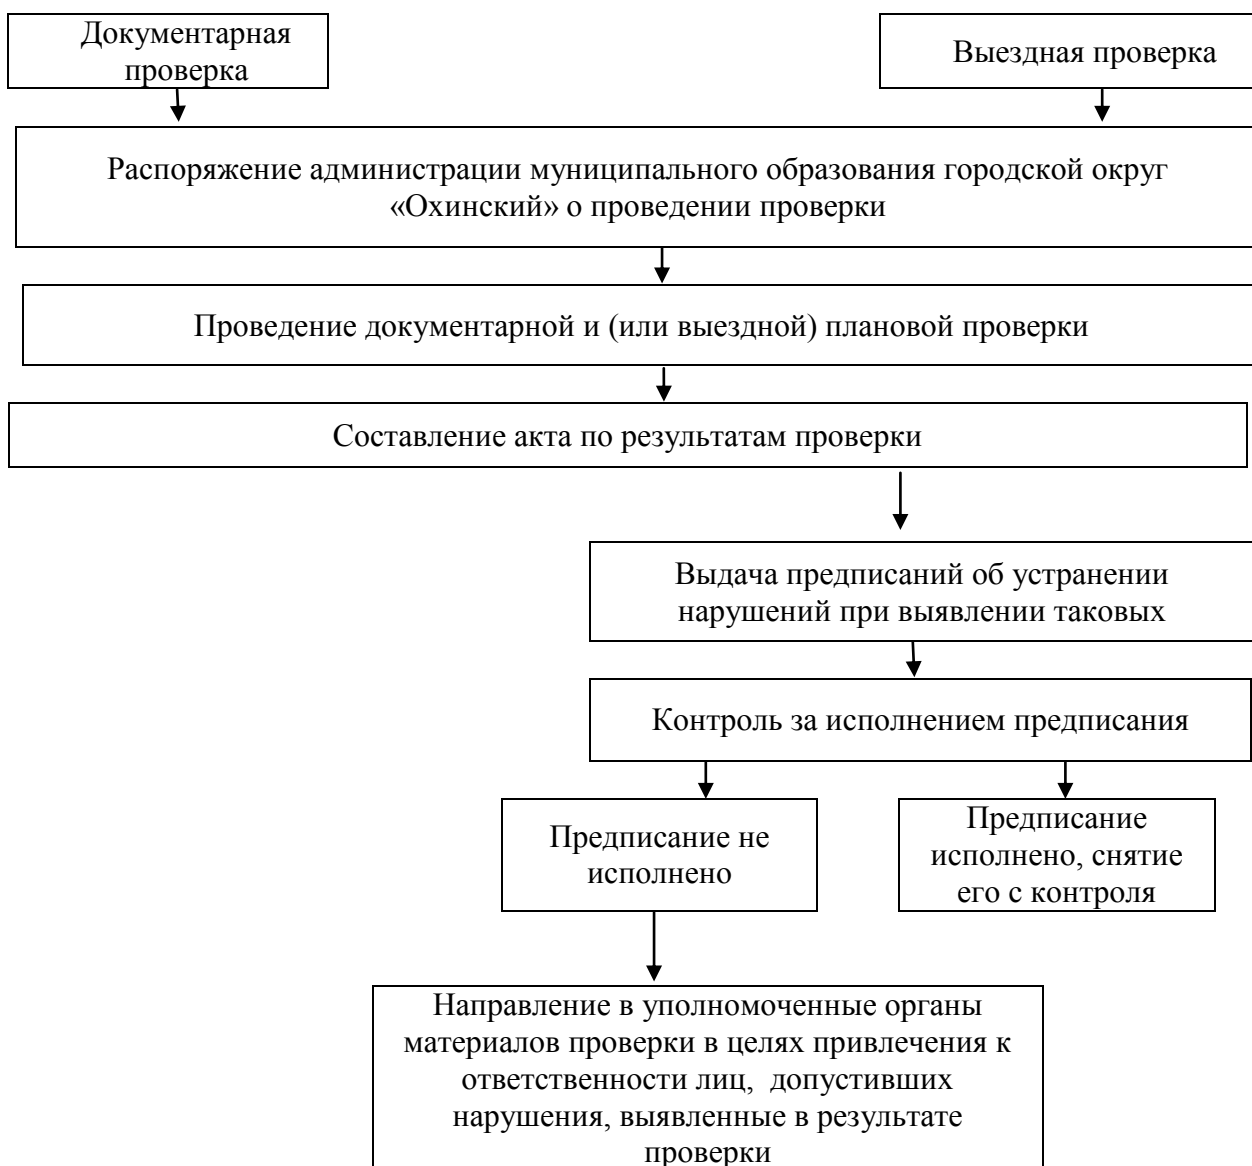 Документарная
проверка
Выездная проверка
Распоряжение администрации муниципального образования городской округ
«Охинский» о проведении проверки
Проведение документарной и (или выездной) плановой проверки
Составление акта по результатам проверки
Выдача предписаний об устранении
нарушений при выявлении таковых
Контроль за исполнением предписания
Предписание не
исполнено
Предписание
исполнено, снятие
его с контроля
Направление в уполномоченные органы
материалов проверки в целях привлечения к
ответственности лиц, допустивших
нарушения, выявленные в результате
проверки